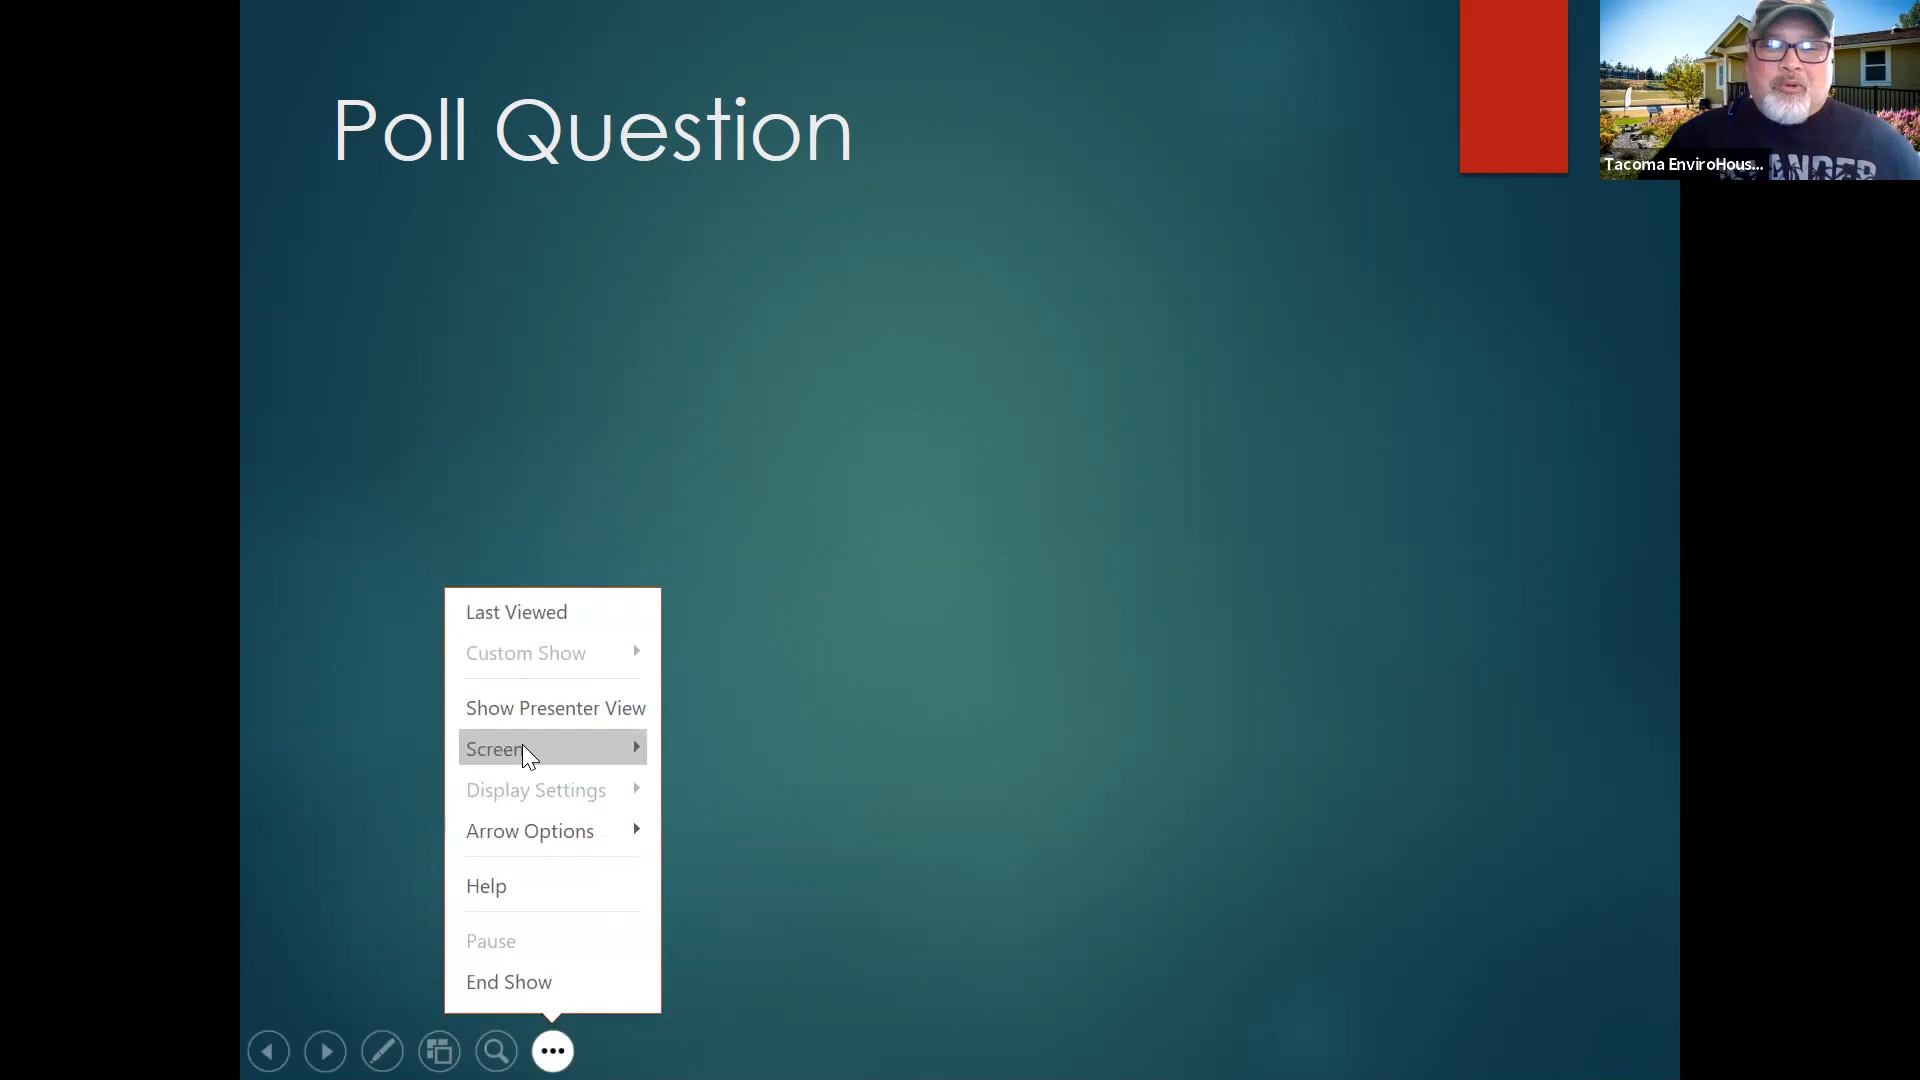 Poll Question
Tacoma EnviroHous...
Last Viewed
Custom Show
Show Presenter View
Screen
Display Settings
Arrow Options
Help
Pause
End Show